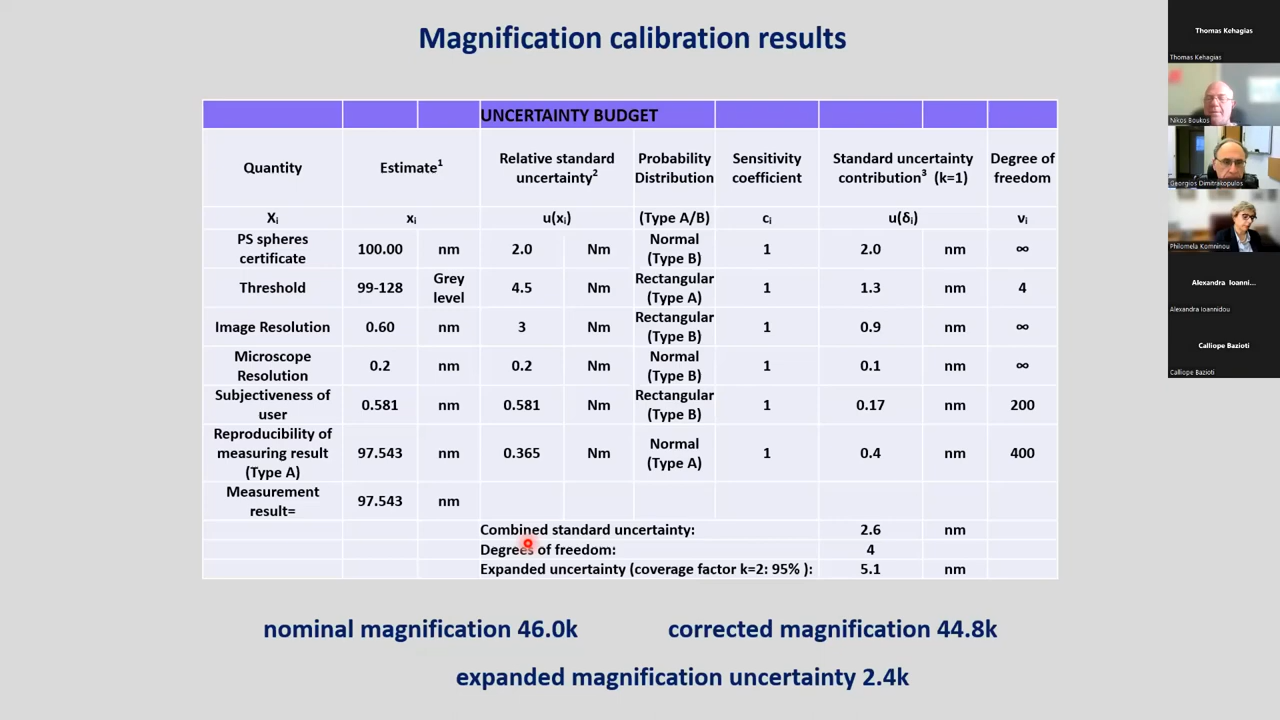 Magnification calibration results
UNCERTAINTY BUDGET
Quantity Estimate¹ Relative standard uncertainty² Probability Distribution Sensitivity coefficient Standard uncertainty contribution³ (k=1) Degree of freedom
Xᵢ xᵢ u(xᵢ) (Type A/B) cᵢ u(δᵢ) νᵢ
PS spheres certificate 100.00 nm 2.0 Nm Normal (Type B) 1 2.0 nm ∞
Threshold 99-128 Grey level 4.5 Nm Rectangular (Type A) 1 1.3 nm 4
Image Resolution 0.60 nm 3 Nm Rectangular (Type B) 1 0.9 nm ∞
Microscope Resolution 0.2 nm 0.2 Nm Normal (Type B) 1 0.1 nm ∞
Subjectiveness of user 0.581 nm 0.581 Nm Rectangular (Type B) 1 0.17 nm 200
Reproducibility of measuring result (Type A) 97.543 nm 0.365 Nm Normal (Type A) 1 0.4 nm 400
Measurement result= 97.543 nm
Combined standard uncertainty: 2.6 nm
Degrees of freedom: 4
Expanded uncertainty (coverage factor k=2: 95% ): 5.1 nm
nominal magnification 46.0k corrected magnification 44.8k
expanded magnification uncertainty 2.4k
Thomas Kehagias
Thomas Kehagias
Nikos Boukos
Georgios Dimitrakopulos
Philomela Komninou
Alexandra Ioanni...
Alexandra Ioannidou
Calliope Bazioti
Calliope Bazioti